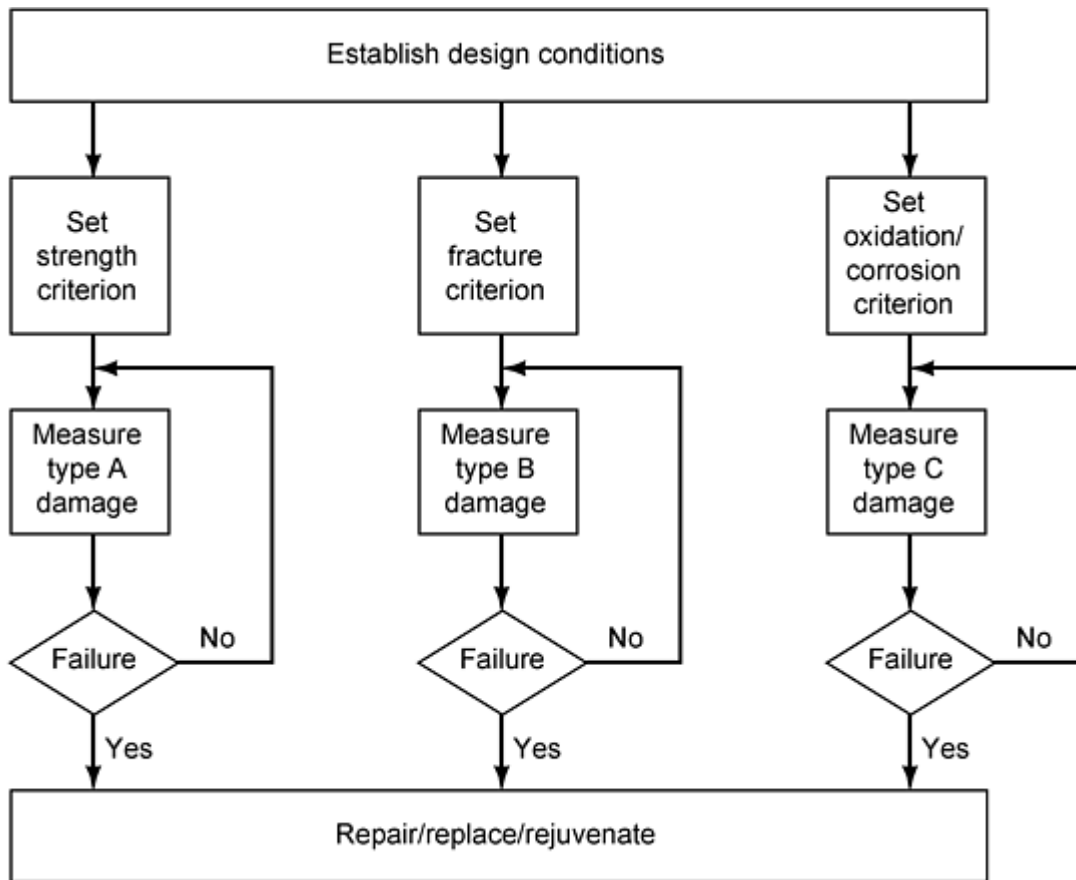 Establish design conditions
Set
strength
criterion
Set
fracture
criterion
Set
oxidation/
corrosion
criterion
Measure
type A
damage
Measure
type B
damage
Measure
type C
damage
Failure
No
Failure
No
Failure
No
Yes
Yes
Yes
Repair/replace/rejuvenate